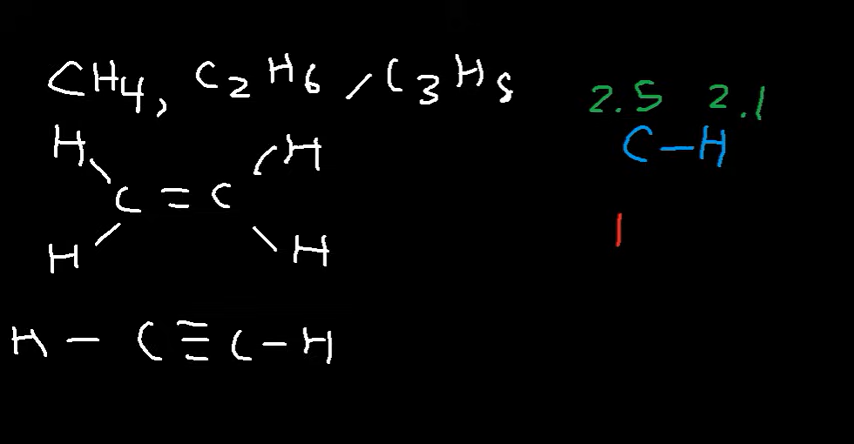 CH4, C2H6, C3H8
2.5 2.1
C–H
H H
C=C
H H
H–C≡C–H